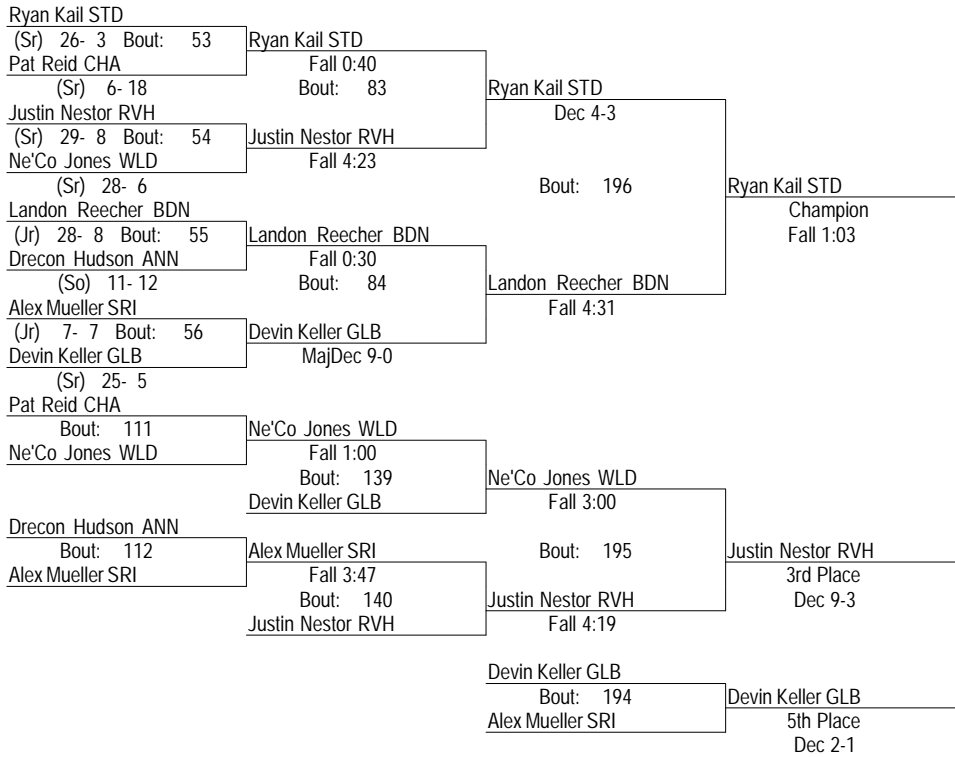 Ryan Kail STD
(Sr) 26- 3 Bout: 53
Ryan Kail STD
Pat Reid CHA
Fall 0:40
(Sr) 6- 18
Bout: 83
Ryan Kail STD
Justin Nestor RVH
Dec 4-3
(Sr) 29- 8 Bout: 54
Justin Nestor RVH
Ne'Co Jones WLD
Fall 4:23
(Sr) 28- 6
Bout: 196
Ryan Kail STD
Landon Reecher BDN
Champion
(Jr) 28- 8 Bout: 55
Landon Reecher BDN
Fall 1:03
Drecon Hudson ANN
Fall 0:30
(So) 11- 12
Bout: 84
Landon Reecher BDN
Alex Mueller SRI
Fall 4:31
(Jr) 7- 7 Bout: 56
Devin Keller GLB
Devin Keller GLB
MajDec 9-0
(Sr) 25- 5
Pat Reid CHA
Bout: 111
Ne'Co Jones WLD
Ne'Co Jones WLD
Fall 1:00
Bout: 139
Ne'Co Jones WLD
Devin Keller GLB
Fall 3:00
Drecon Hudson ANN
Bout: 112
Alex Mueller SRI
Bout: 195
Justin Nestor RVH
Alex Mueller SRI
Fall 3:47
3rd Place
Bout: 140
Justin Nestor RVH
Dec 9-3
Justin Nestor RVH
Fall 4:19
Devin Keller GLB
Bout: 194
Devin Keller GLB
Alex Mueller SRI
5th Place
Dec 2-1